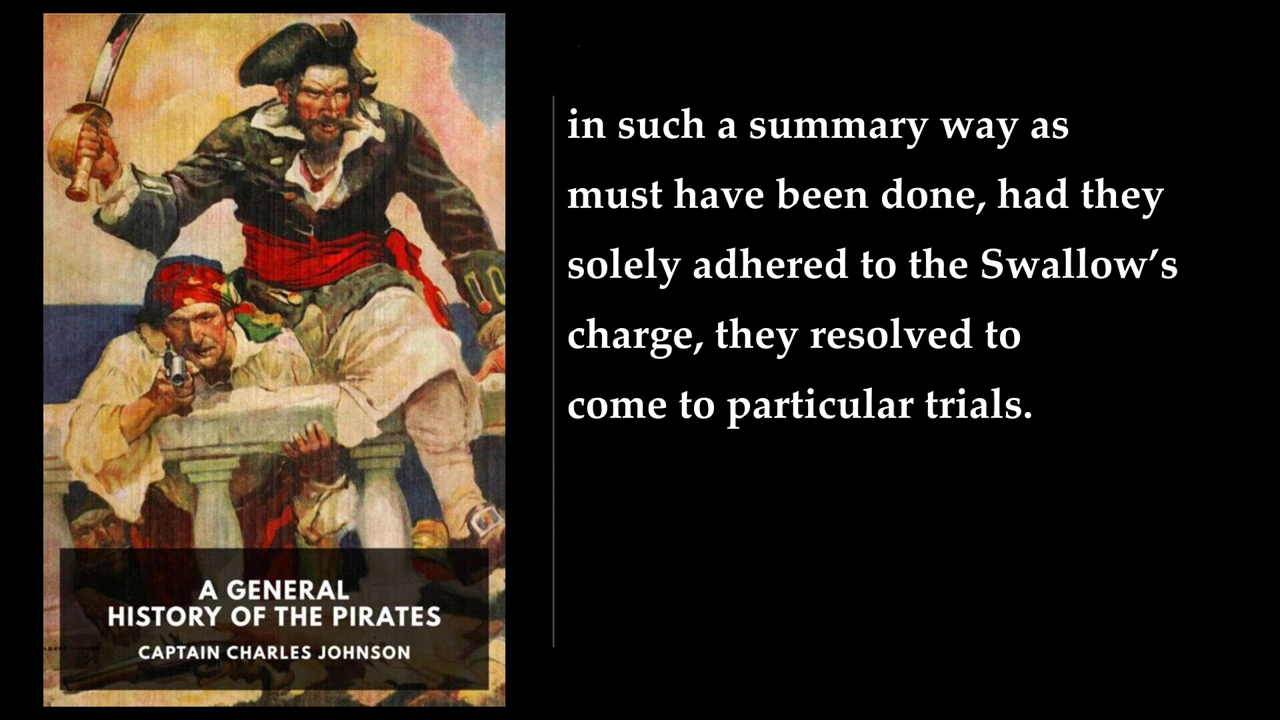 in such a summary way as
must have been done, had they
solely adhered to the Swallow’s
charge, they resolved to
come to particular trials.
A GENERAL
HISTORY OF THE PIRATES
CAPTAIN CHARLES JOHNSON